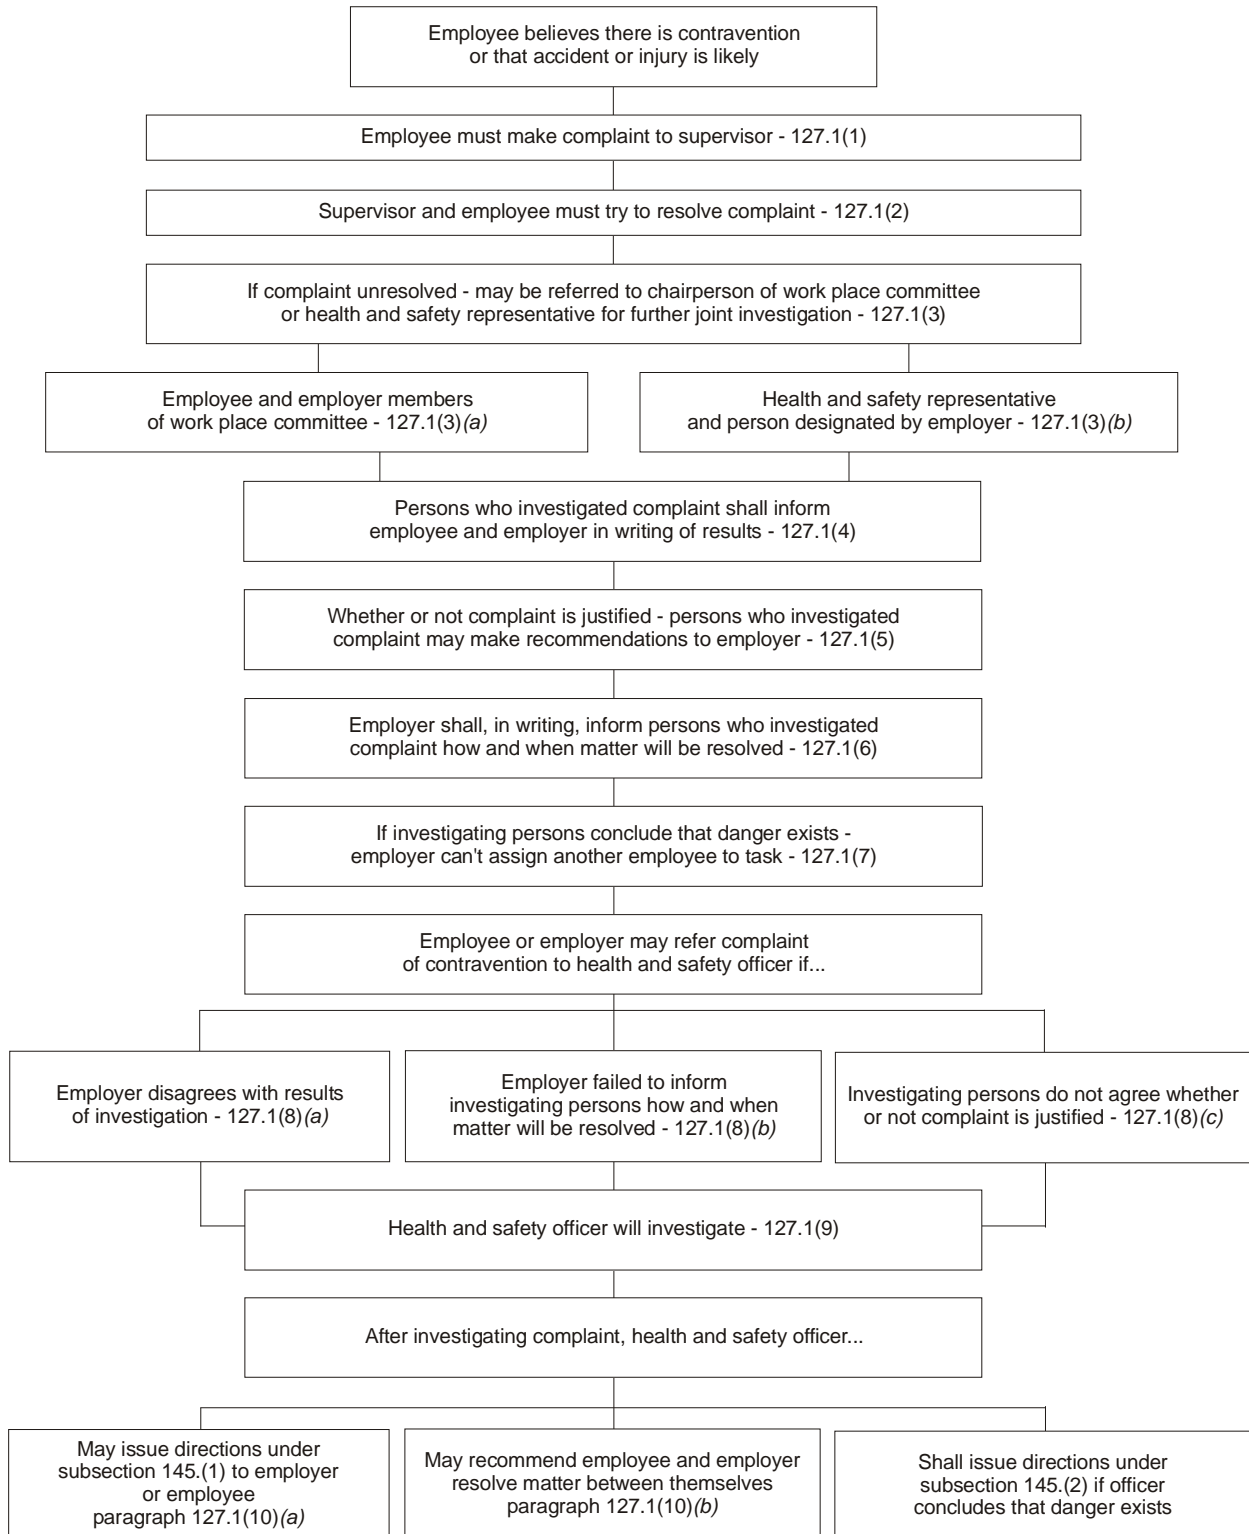 Employee believes there is contravention
or that accident or injury is likely
Employee must make complaint to supervisor - 127.1(1)
Supervisor and employee must try to resolve complaint - 127.1(2)
If complaint unresolved - may be referred to chairperson of work place committee
or health and safety representative for further joint investigation - 127.1(3)
Employee and employer members
of work place committee - 127.1(3)(a)
Health and safety representative
and person designated by employer - 127.1(3)(b)
Persons who investigated complaint shall inform
employee and employer in writing of results - 127.1(4)
Whether or not complaint is justified - persons who investigated
complaint may make recommendations to employer - 127.1(5)
Employer shall, in writing, inform persons who investigated
complaint how and when matter will be resolved - 127.1(6)
If investigating persons conclude that danger exists -
employer can't assign another employee to task - 127.1(7)
Employee or employer may refer complaint
of contravention to health and safety officer if...
Employer disagrees with results
of investigation - 127.1(8)(a)
Employer failed to inform
investigating persons how and when
matter will be resolved - 127.1(8)(b)
Investigating persons do not agree whether
or not complaint is justified - 127.1(8)(c)
Health and safety officer will investigate - 127.1(9)
After investigating complaint, health and safety officer...
May issue directions under
subsection 145.(1) to employer
or employee
paragraph 127.1(10)(a)
May recommend employee and employer
resolve matter between themselves
paragraph 127.1(10)(b)
Shall issue directions under
subsection 145.(2) if officer
concludes that danger exists